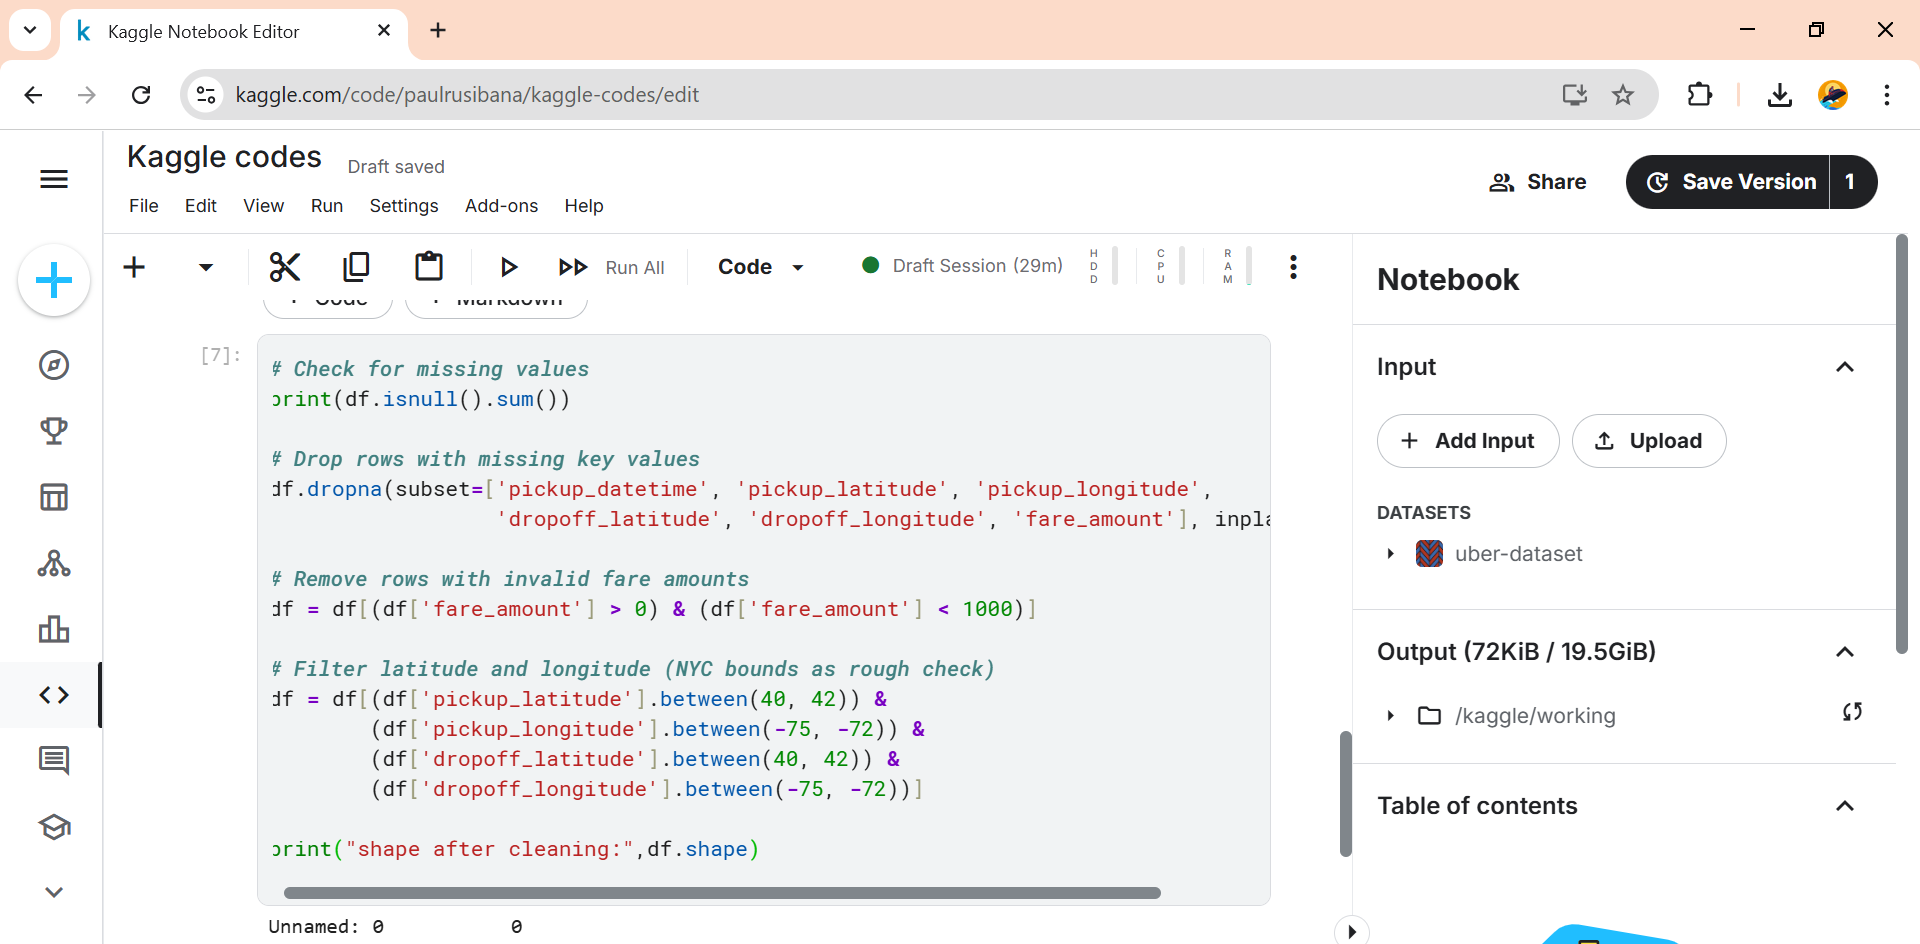 Kaggle Notebook Editor
kaggle.com/code/paulrusibana/kaggle-codes/edit
Kaggle codes
Draft saved
File Edit View Run Settings Add-ons Help
Share
Save Version 1
Run All
Code
Draft Session (29m)
HDD
CPU
RAM
+ Code + Markdown
[7]:
# Check for missing values
print(df.isnull().sum())
# Drop rows with missing key values
df.dropna(subset=['pickup_datetime', 'pickup_latitude', 'pickup_longitude',
'dropoff_latitude', 'dropoff_longitude', 'fare_amount'], inpla
# Remove rows with invalid fare amounts
df = df[(df['fare_amount'] > 0) & (df['fare_amount'] < 1000)]
# Filter latitude and longitude (NYC bounds as rough check)
df = df[(df['pickup_latitude'].between(40, 42)) &
(df['pickup_longitude'].between(-75, -72)) &
(df['dropoff_latitude'].between(40, 42)) &
(df['dropoff_longitude'].between(-75, -72))]
print("shape after cleaning:",df.shape)
Unnamed: 0 0
Notebook
Input
+ Add Input
Upload
DATASETS
uber-dataset
Output (72KiB / 19.5GiB)
/kaggle/working
Table of contents